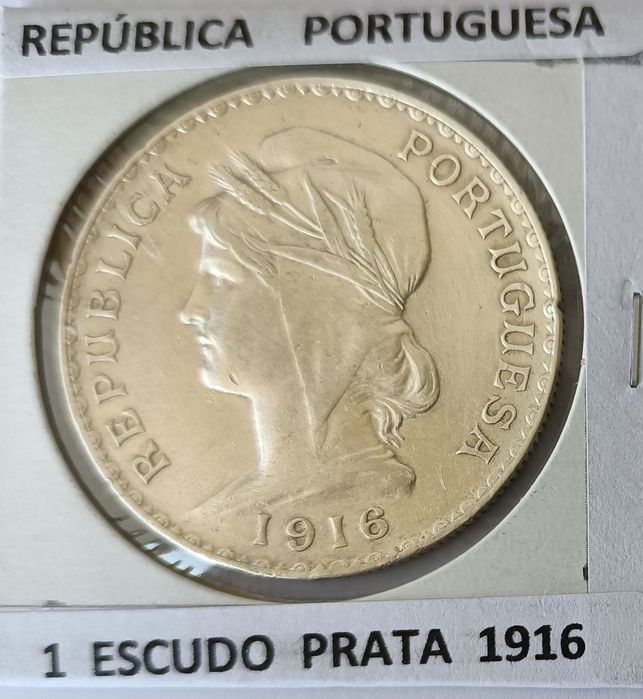 REPÚBLICA PORTUGUESA
REPUBLICA PORTUGUESA
1916
1 ESCUDO PRATA 1916